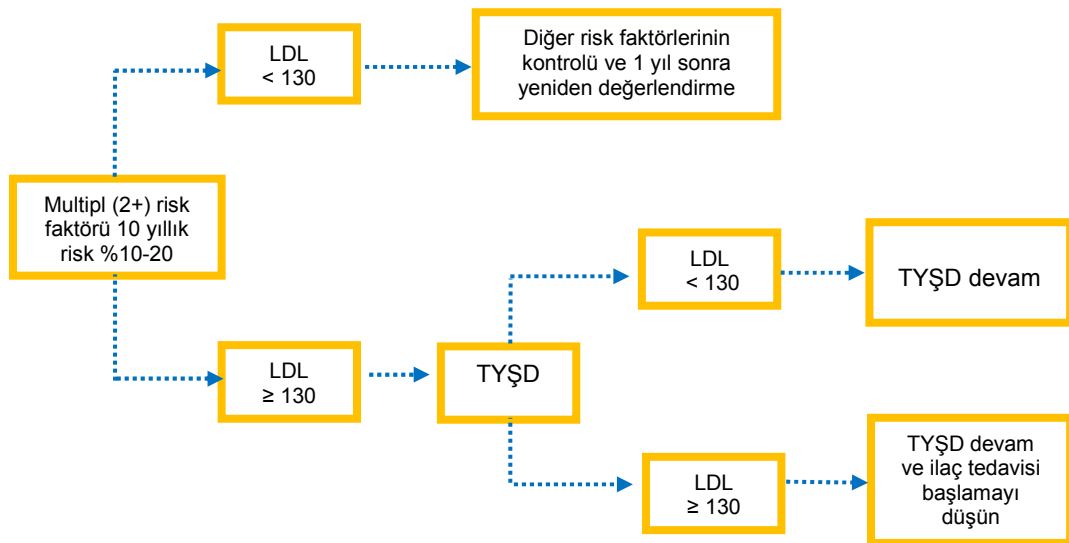 LDL
< 130
Diğer risk faktörlerinin
kontrolü ve 1 yıl sonra
yeniden değerlendirme
Multipl (2+) risk
faktörü 10 yıllık
risk %10-20
LDL
< 130
TYŞD devam
LDL
≥ 130
TYŞD
LDL
≥ 130
TYŞD devam
ve ilaç tedavisi
başlamayı
düşün